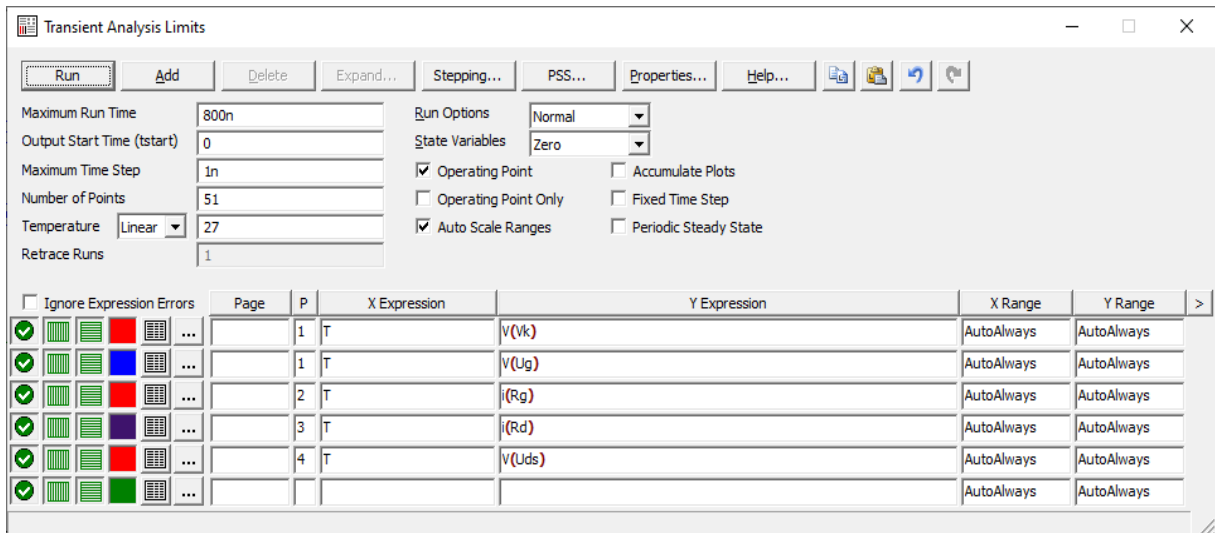 Transient Analysis Limits
Run Add Delete Expand... Stepping... PSS... Properties... Help...
Maximum Run Time 800n Run Options Normal
Output Start Time (tstart) 0 State Variables Zero
Maximum Time Step 1n Operating Point Accumulate Plots
Number of Points 51 Operating Point Only Fixed Time Step
Temperature Linear 27 Auto Scale Ranges Periodic Steady State
Retrace Runs 1
Ignore Expression Errors Page P X Expression Y Expression X Range Y Range >
... 1 T V(Vk) AutoAlways AutoAlways
... 1 T V(Ug) AutoAlways AutoAlways
... 2 T i(Rg) AutoAlways AutoAlways
... 3 T i(Rd) AutoAlways AutoAlways
... 4 T V(Uds) AutoAlways AutoAlways
... AutoAlways AutoAlways